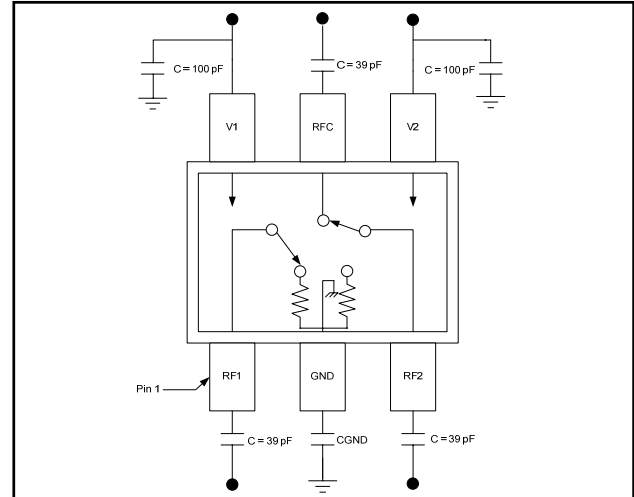 C = 100 pF
C = 39 pF
C = 100 pF
V1
RFC
V2
RF1
GND
RF2
Pin 1
C = 39 pF
CGND
C = 39 pF